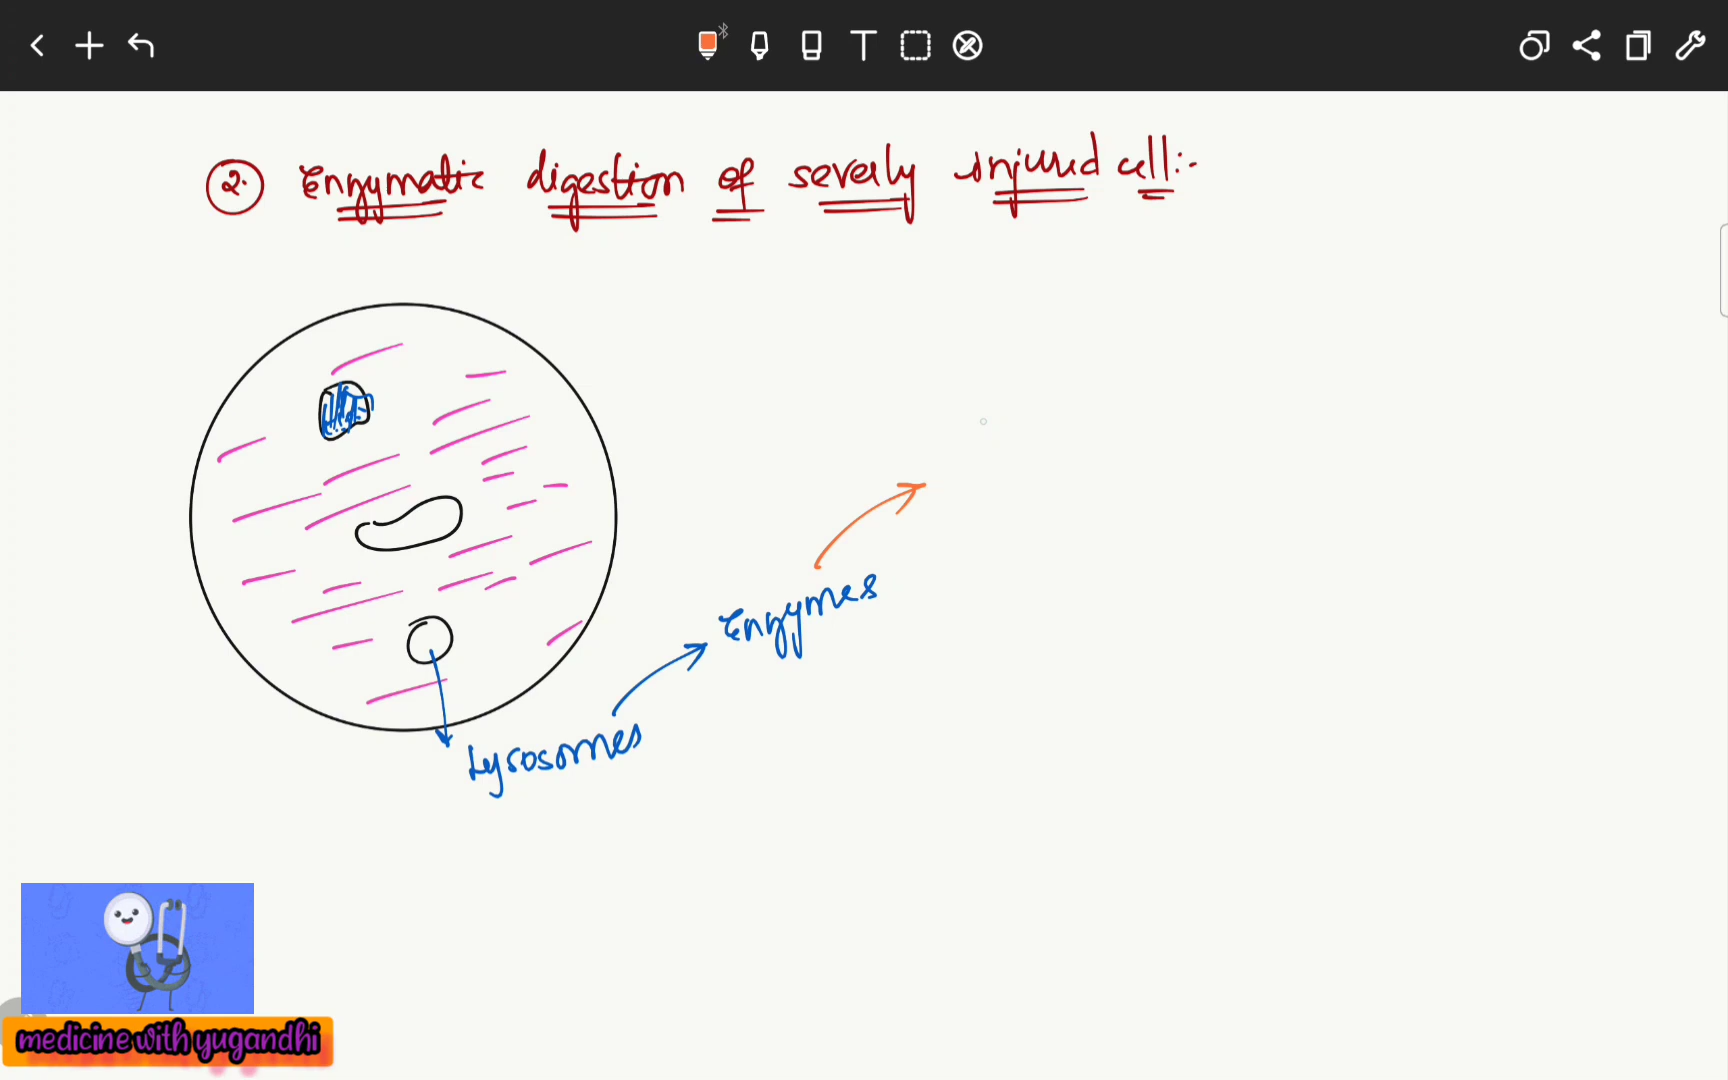 2. Enzymatic digestion of severly injured cell:-
Enzymes
Lysosomes
medicine with yugandhi